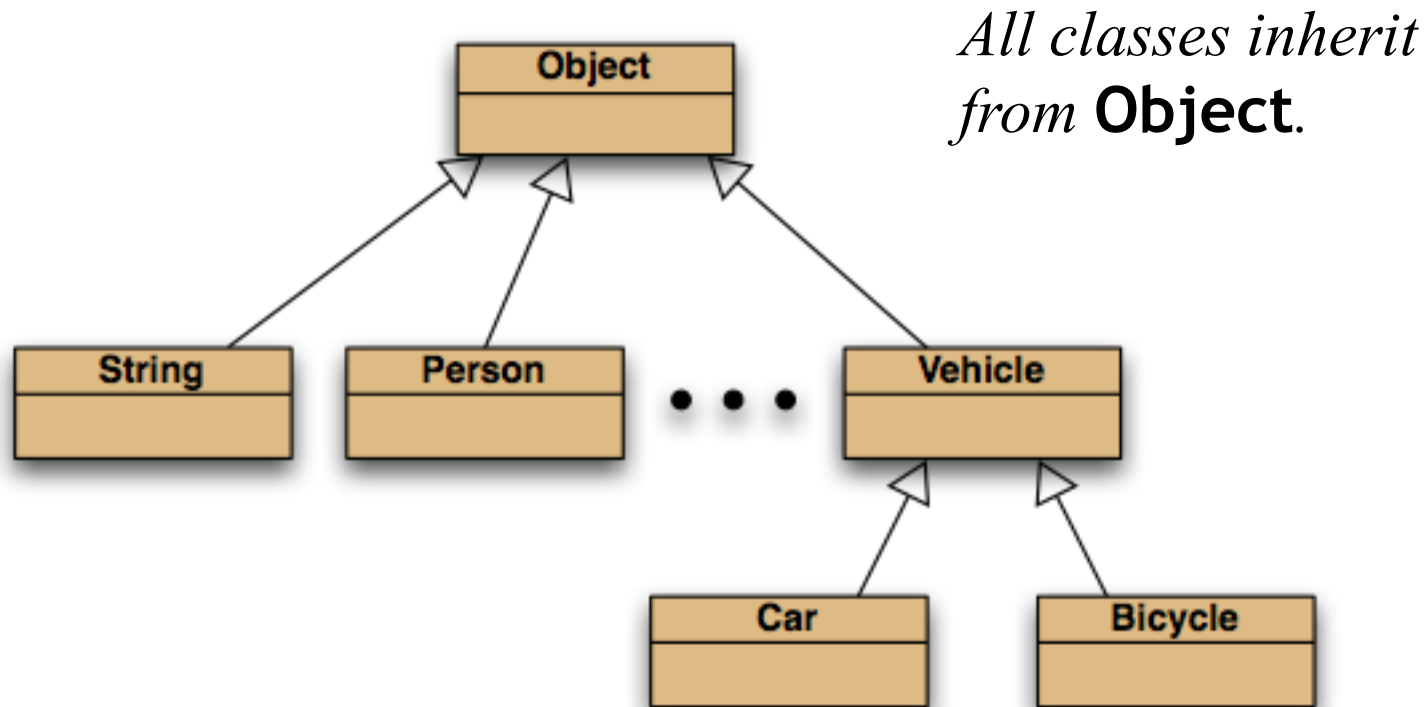 All classes inherit
from Object.
Object
String
Person
Vehicle
Car
Bicycle